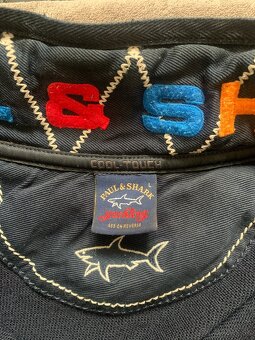 L & SH
COOL TOUCH
PAUL & SHARK
yachting